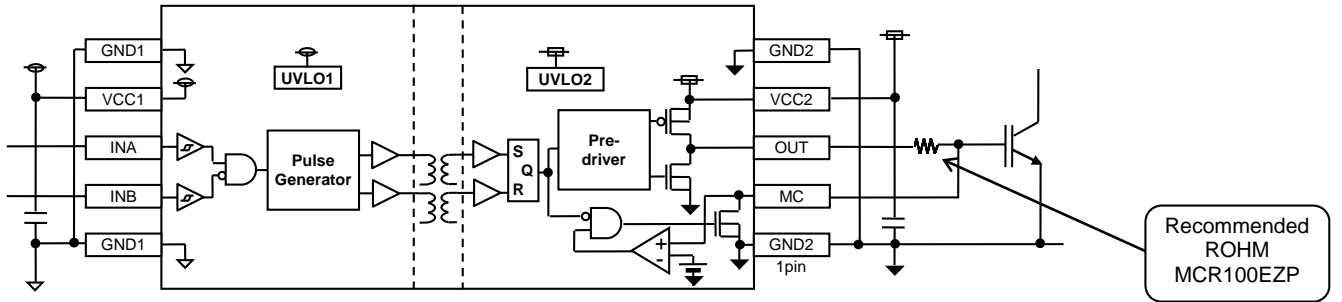 GND1
UVLO1
UVLO2
GND2
VCC1
VCC2
INA
Pulse
Generator
S
Q
R
Pre-
driver
OUT
INB
MC
+
-
GND1
GND2
1pin
Recommended
ROHM
MCR100EZP